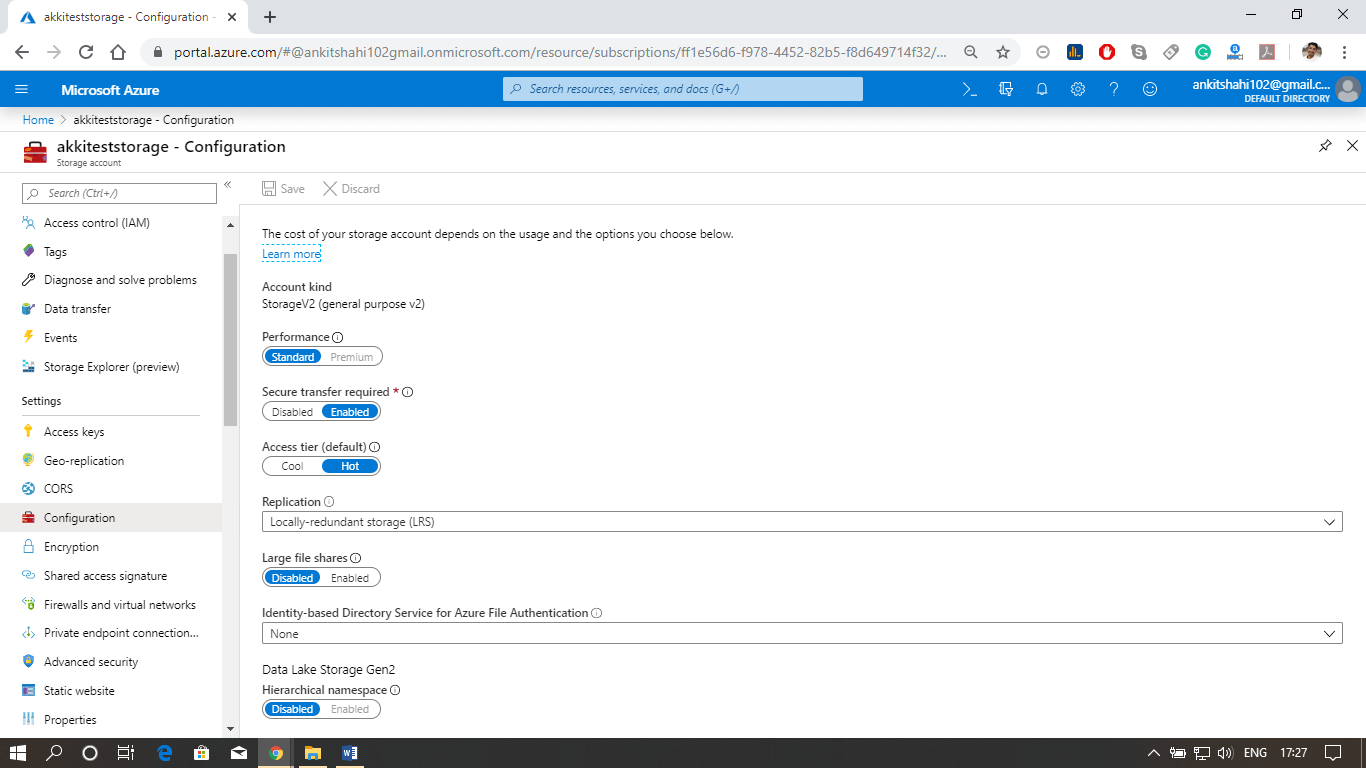 akkiteststorage - Configuration -
portal.azure.com/#@ankitshahi102gmail.onmicrosoft.com/resource/subscriptions/ff1e56d6-f978-4452-82b5-f8d649714f32/...
Microsoft Azure
Search resources, services, and docs (G+/)
ankitshahi102@gmail.c...
DEFAULT DIRECTORY
Home > akkiteststorage - Configuration
akkiteststorage - Configuration
Storage account
Search (Ctrl+/)
Access control (IAM)
Tags
Diagnose and solve problems
Data transfer
Events
Storage Explorer (preview)
Settings
Access keys
Geo-replication
CORS
Configuration
Encryption
Shared access signature
Firewalls and virtual networks
Private endpoint connection...
Advanced security
Static website
Properties
Save Discard
The cost of your storage account depends on the usage and the options you choose below.
Learn more
Account kind
StorageV2 (general purpose v2)
Performance
Standard Premium
Secure transfer required *
Disabled Enabled
Access tier (default)
Cool Hot
Replication
Locally-redundant storage (LRS)
Large file shares
Disabled Enabled
Identity-based Directory Service for Azure File Authentication
None
Data Lake Storage Gen2
Hierarchical namespace
Disabled Enabled
ENG 17:27